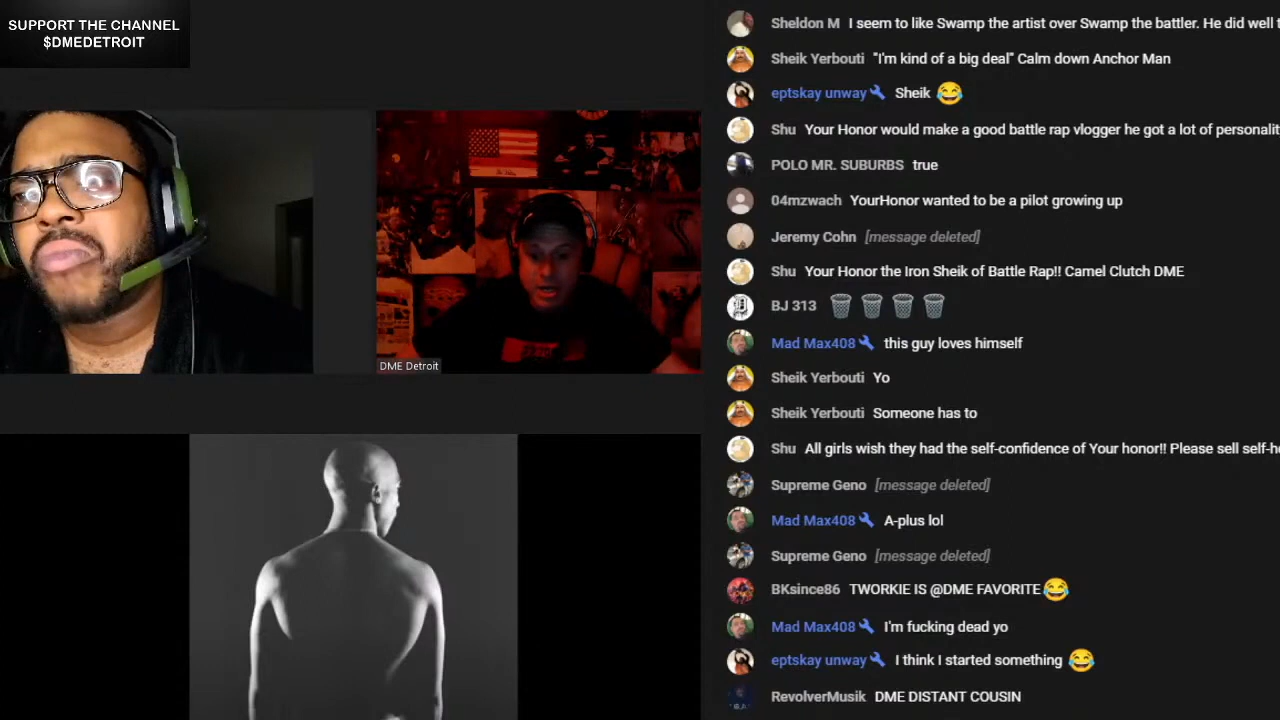 SUPPORT THE CHANNEL
$DMEDETROIT
DME Detroit
Sheldon M I seem to like Swamp the artist over Swamp the battler. He did well
Sheik Yerbouti "I'm kind of a big deal" Calm down Anchor Man
eptskay unway Sheik 😂
Shu Your Honor would make a good battle rap vlogger he got a lot of
POLO MR. SUBURBS true
04mzwach YourHonor wanted to be a pilot growing up
Jeremy Cohn [message deleted]
Shu Your Honor the Iron Sheik of Battle Rap!! Camel Clutch DME
BJ 313 🗑️ 🗑️ 🗑️ 🗑️
Mad Max408 this guy loves himself
Sheik Yerbouti Yo
Sheik Yerbouti Someone has to
Shu All girls wish they had the self-confidence of Your honor!! Please sell
Supreme Geno [message deleted]
Mad Max408 A-plus lol
Supreme Geno [message deleted]
BKsince86 TWORKIE IS @DME FAVORITE 😂
Mad Max408 I'm fucking dead yo
eptskay unway I think I started something 😂
RevolverMusik DME DISTANT COUSIN